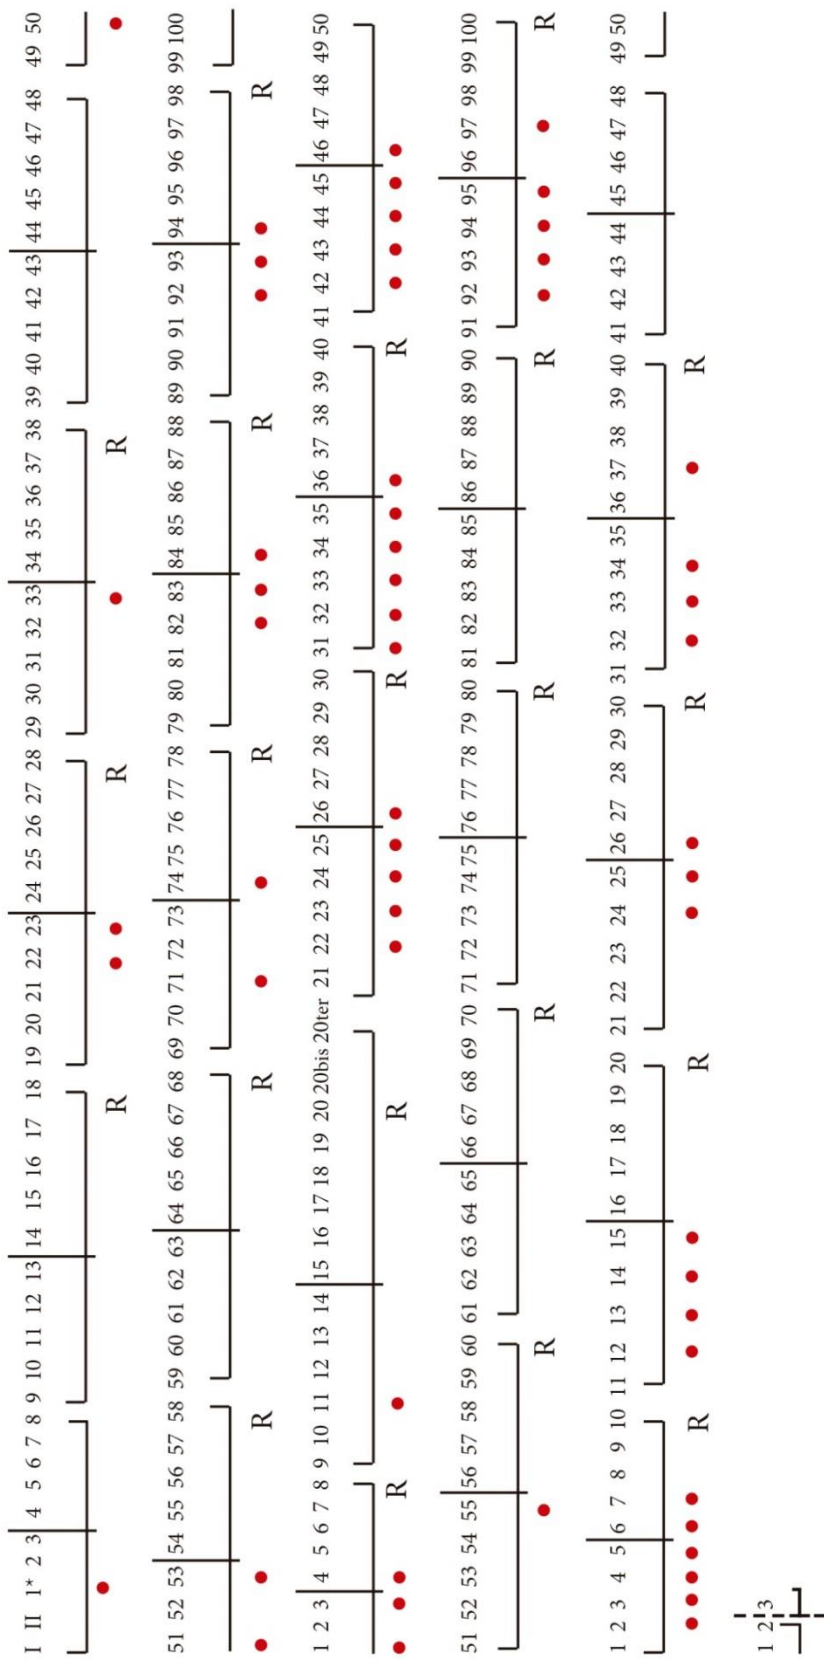 I II 1* 2 3 4 5 6 7 8 9 10 11 12 13 14 15 16 17 18 19 20 21 22 23 24 25 26 27 28 29 30 31 32 33 34 35 36 37 38 39 40 41 42 43 44 45 46 47 48 49 50
R R R
51 52 53 54 55 56 57 58 59 60 61 62 63 64 65 66 67 68 69 70 71 72 73 74 75 76 77 78 79 80 81 82 83 84 85 86 87 88 89 90 91 92 93 94 95 96 97 98 99 100
R R R R R
1 2 3 4 5 6 7 8 9 10 11 12 13 14 15 16 17 18 19 20 20bis 20ter 21 22 23 24 25 26 27 28 29 30 31 32 33 34 35 36 37 38 39 40 41 42 43 44 45 46 47 48 49 50
R R R R
51 52 53 54 55 56 57 58 59 60 61 62 63 64 65 66 67 68 69 70 71 72 73 74 75 76 77 78 79 80 81 82 83 84 85 86 87 88 89 90 91 92 93 94 95 96 97 98 99 100
R R R R R
1 2 3 4 5 6 7 8 9 10 11 12 13 14 15 16 17 18 19 20 21 22 23 24 25 26 27 28 29 30 31 32 33 34 35 36 37 38 39 40 41 42 43 44 45 46 47 48 49 50
R R R R
1 2 3